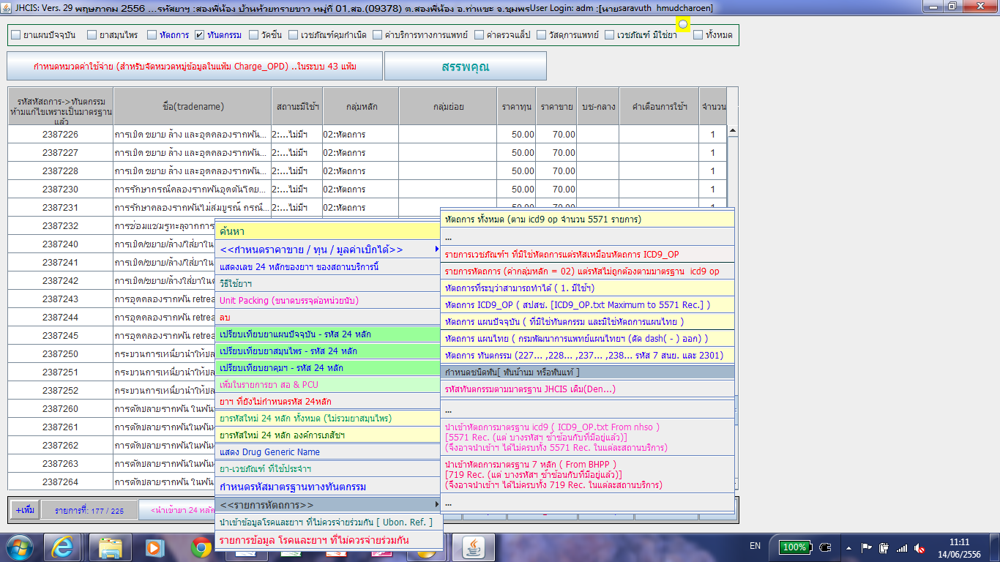 JHCIS: Vers. 29 พฤษภาคม 2556 ...รหัสยาฯ :สองพี่น้อง บ้านห้วยทรายขาว หมู่ที่ 01,สอ.(09378) ต.สองพี่น้อง อ.ท่าแซะ จ.ชุมพรUser Login: adm :[นายsaravuth hmudcharoen]
ยาแผนปัจจุบัน ยาสมุนไพร หัตถการ ทันตกรรม วัคซีน เวชภัณฑ์คุมกำเนิด ค่าบริการทางการแพทย์ ค่าตรวจแล็ป วัสดุการแพทย์ เวชภัณฑ์ มิใช่ยา ทั้งหมด
กำหนดหมวดค่าใช้จ่าย (สำหรับจัดหมวดหมู่ข้อมูลในแฟ้ม Charge_OPD) ..ในระบบ 43 แฟ้ม
สรรพคุณ
รหัสหัสถการ->ทันตกรรม
ห้ามแก้ไขเพราะเป็นมาตรฐาน
แล้ว
ชื่อ(tradename) สถานะมีใช้ฯ กลุ่มหลัก กลุ่มย่อย ราคาทุน ราคาขาย บช-กลาง คำเตือนการใช้ฯ จำนวน
2387226 การเปิด ขยาย ล้าง และอุดคลองรากฟัน... 2:...ไม่มีฯ 02:หัตถการ 50.00 70.00 1
2387227 การเปิด ขยาย ล้าง และอุดคลองรากฟัน... 2:...ไม่มีฯ 02:หัตถการ 50.00 70.00 1
2387228 การเปิด ขยาย ล้าง และอุดคลองรากฟัน... 2:...ไม่มีฯ 02:หัตถการ 50.00 70.00 1
2387230 การรักษากรณีคลองรากฟันอุดตันโดย... 2:...ไม่มีฯ 02:หัตถการ 50.00 70.00 1
2387231 การรักษาคลองรากฟันไม่สมบูรณ์ กรณี... 2:...ไม่มีฯ 02:หัตถการ 50.00 70.00 1
2387232 การซ่อมแซมรูทะลุจากการ
2387240 การเปิด/ขยาย/ล้าง/ใส่ยาใน
2387241 การเปิด/ขยาย/ล้าง/ใส่ยาใน
2387242 การเปิด/ขยาย/ล้าง/ใส่ยาในค
2387243 การอุดคลองรากฟัน retrea
2387244 การอุดคลองรากฟัน retrea
2387245 การอุดคลองรากฟัน retrea
2387250 กระบวนการเหนี่ยวนำให้ปล
2387251 กระบวนการเหนี่ยวนำให้ปล
2387252 กระบวนการเหนี่ยวนำให้ปล
2387260 การตัดปลายรากฟัน ในฟัน
2387261 การตัดปลายรากฟันในฟันห
2387262 การตัดปลายรากฟันในฟันห
2387263 การตัดปลายรากฟันในฟันห
2387264 การตัดปลายรากฟัน ในฟัน
ค้นหา
<<กำหนดราคาขาย / ทุน / มูลค่าเบิกได้>>
แสดงเลข 24 หลักของยาฯ ของสถานบริการนี้
วิธีใช้ยาฯ
Unit Packing (ขนาดบรรจุต่อหน่วยนับ)
ลบ
เปรียบเทียบยาแผนปัจจุบัน - รหัส 24 หลัก
เปรียบเทียบยาสมุนไพร - รหัส 24 หลัก
เปรียบเทียบยาคุมฯ - รหัส 24 หลัก
เพิ่มในรายการยา สอ & PCU
ยาฯ ที่ยังไม่กำหนดรหัส 24หลัก
ยารหัสใหม่ 24 หลัก ทั้งหมด (ไม่รวมยาสมุนไพร)
ยารหัสใหม่ 24 หลัก องค์การเภสัชฯ
แสดง Drug Generic Name
ยา-เวชภัณฑ์ ที่ใช้ประจำฯ
กำหนดรหัสมาตรฐานทางทันตกรรม
<<รายการหัตถการ>>
นำเข้าข้อมูลโรคและยาฯ ที่ไม่ควรจ่ายร่วมกัน [ Ubon. Ref. ]
รายการข้อมูล โรคและยาฯ ที่ไม่ควรจ่ายร่วมกัน
หัตถการ ทั้งหมด (ตาม icd9 op จำนวน 5571 รายการ)
...
รายการเวชภัณฑ์ฯ ที่มิใช่หัตถการแต่รหัสเหมือนหัตถการ ICD9_OP
รายการหัตถการ (ค่ากลุ่มหลัก = 02) แต่รหัสไม่ถูกต้องตามมาตรฐาน icd9 op
หัตถการที่ระบุว่าสามารถทำได้ ( 1. มีใช้ฯ)
หัตถการ ICD9_OP ( สปสช. [ICD9_OP.txt Maximum to 5571 Rec.] )
หัตถการ แผนปัจจุบัน ( ที่มิใช่ทันตกรรม และมิใช่หัตถการแผนไทย )
หัตถการ แผนไทย ( กรมพัฒนาการแพทย์แผนไทยฯ (ตัด dash( - ) ออก) )
หัตถการ ทันตกรรม (227... ,228... ,237... ,238... รหัส 7 สนย. และ 2301)
กำหนดชนิดฟัน[ ฟันน้ำนม หรือฟันแท้ ]
รหัสทันตกรรมตามมาตรฐาน JHCIS เดิม(Den...)
...
นำเข้าหัตถการมาตรฐาน icd9 ( ICD9_OP.txt From nhso )
[5571 Rec. (แต่ บางรหัสฯ ซ้ำซ้อนกับที่มีอยู่แล้ว)]
(จึงอาจนำเข้าฯ ได้ไม่ครบทั้ง 5571 Rec. ในแต่ละสถานบริการ)
นำเข้าหัตถการมาตรฐาน 7 หลัก ( From BHPP )
[719 Rec. (แต่ บางรหัสฯ ซ้ำซ้อนกับที่มีอยู่แล้ว)]
(จึงอาจนำเข้าฯ ได้ไม่ครบทั้ง 719 Rec. ในแต่ละสถานบริการ)
...
+เพิ่ม รายการที่: 177 / 225 <นำเข้ายา 24 หลัก
EN 100% 11:11
14/06/2556